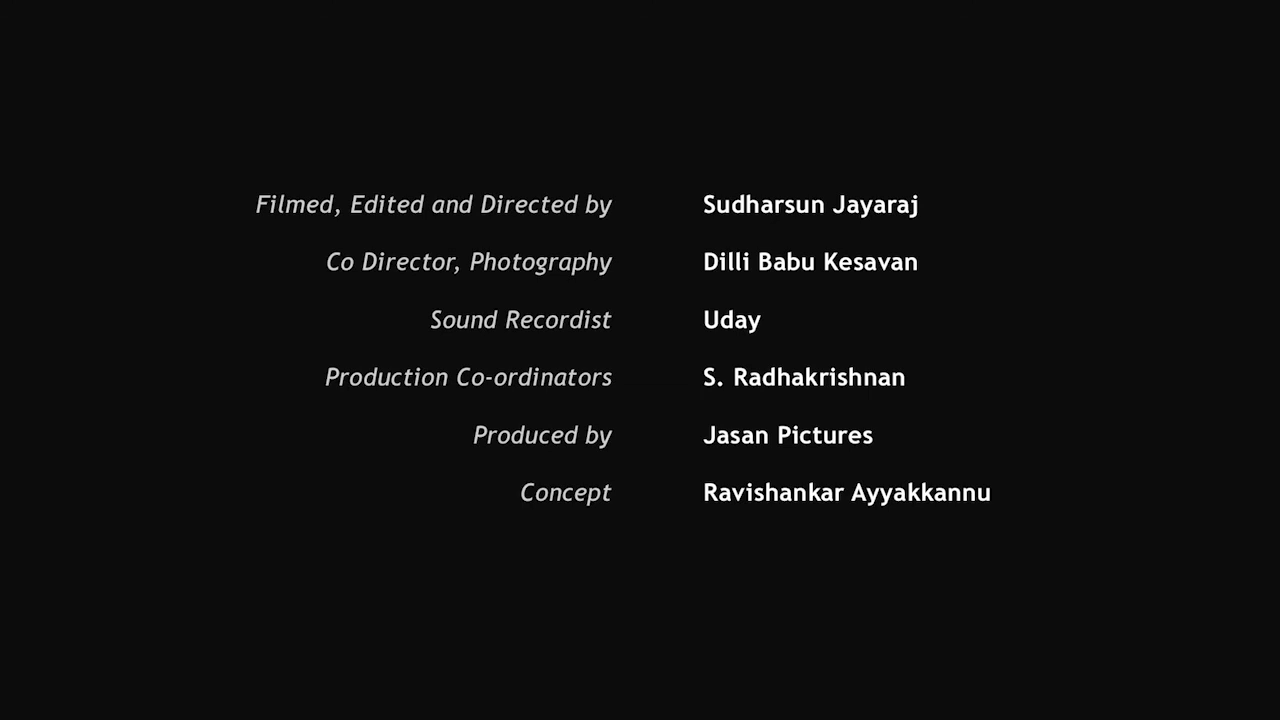 Filmed, Edited and Directed by Sudharsun Jayaraj
Co Director, Photography Dilli Babu Kesavan
Sound Recordist Uday
Production Co-ordinators S. Radhakrishnan
Produced by Jasan Pictures
Concept Ravishankar Ayyakkannu